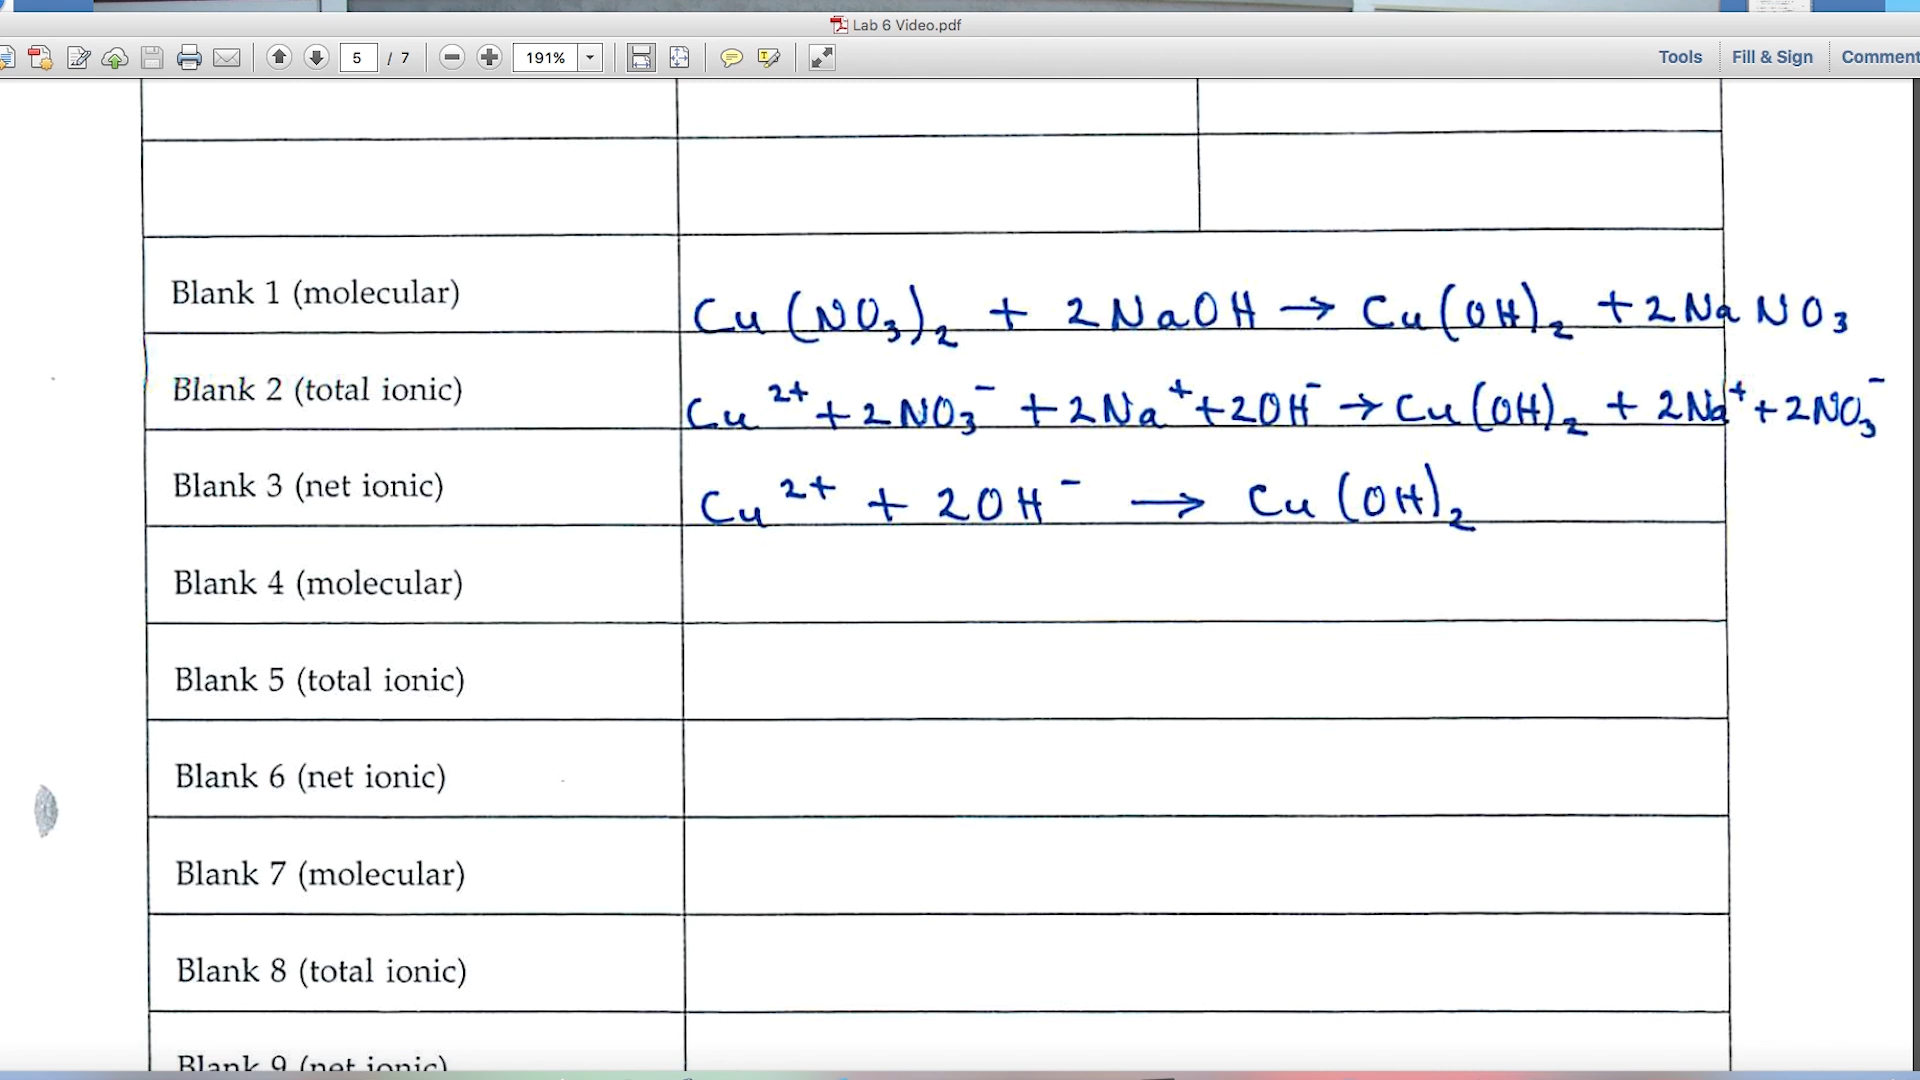 Lab 6 Video.pdf
5 / 7 191% Tools Fill & Sign Comment
Blank 1 (molecular) Cu(NO₃)₂ + 2NaOH → Cu(OH)₂ + 2NaNO₃
Blank 2 (total ionic) Cu²⁺ + 2NO₃⁻ + 2Na⁺ + 2OH⁻ → Cu(OH)₂ + 2Na⁺ + 2NO₃⁻
Blank 3 (net ionic) Cu²⁺ + 2OH⁻ → Cu(OH)₂
Blank 4 (molecular)
Blank 5 (total ionic)
Blank 6 (net ionic)
Blank 7 (molecular)
Blank 8 (total ionic)
Blank 9 (net ionic)